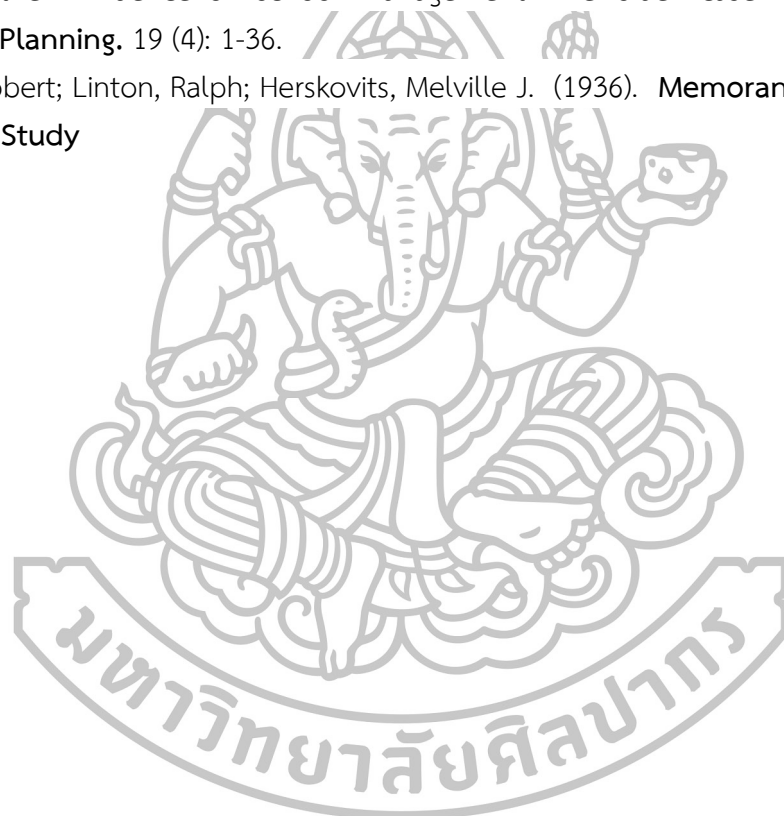 Planning. 19 (4): 1-36.
bert; Linton, Ralph; Herskovits, Melville J. (1936). Memoran
Study
มหาวิทยาลัยศิลปากร